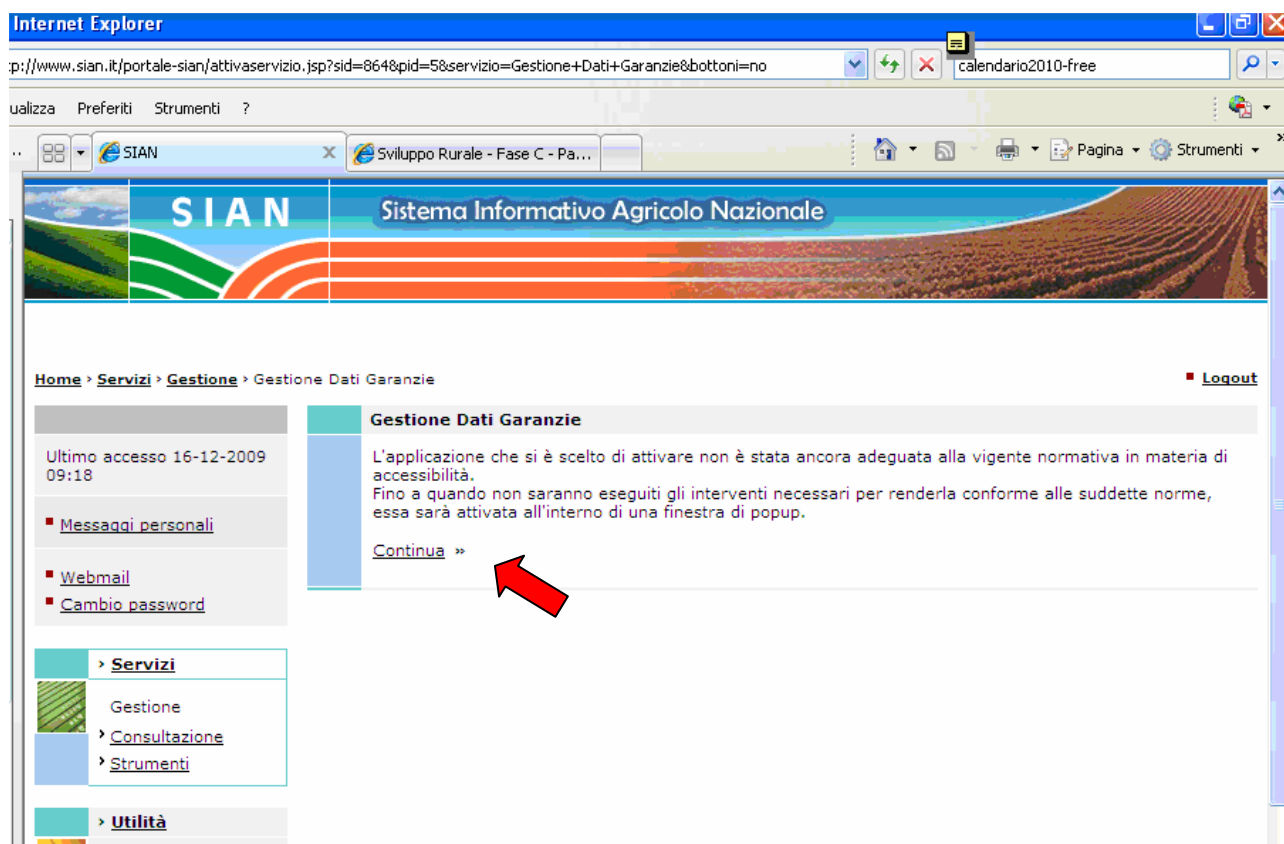 Internet Explorer
tp://www.sian.it/portale-sian/attivaservizio.jsp?sid=864&pid=5&servizio=Gestione+Dati+Garanzie&bottoni=no
calendario2010-free
ualizza Preferiti Strumenti ?
SIAN
Sviluppo Rurale - Fase C - Pa...
Pagina
Strumenti
SIAN
Sistema Informativo Agricolo Nazionale
Home › Servizi › Gestione › Gestione Dati Garanzie
Logout
Gestione Dati Garanzie
Ultimo accesso 16-12-2009
09:18
Messaggi personali
Webmail
Cambio password
L'applicazione che si è scelto di attivare non è stata ancora adeguata alla vigente normativa in materia di
accessibilità.
Fino a quando non saranno eseguiti gli interventi necessari per renderla conforme alle suddette norme,
essa sarà attivata all'interno di una finestra di popup.
Continua »
› Servizi
Gestione
› Consultazione
› Strumenti
› Utilità